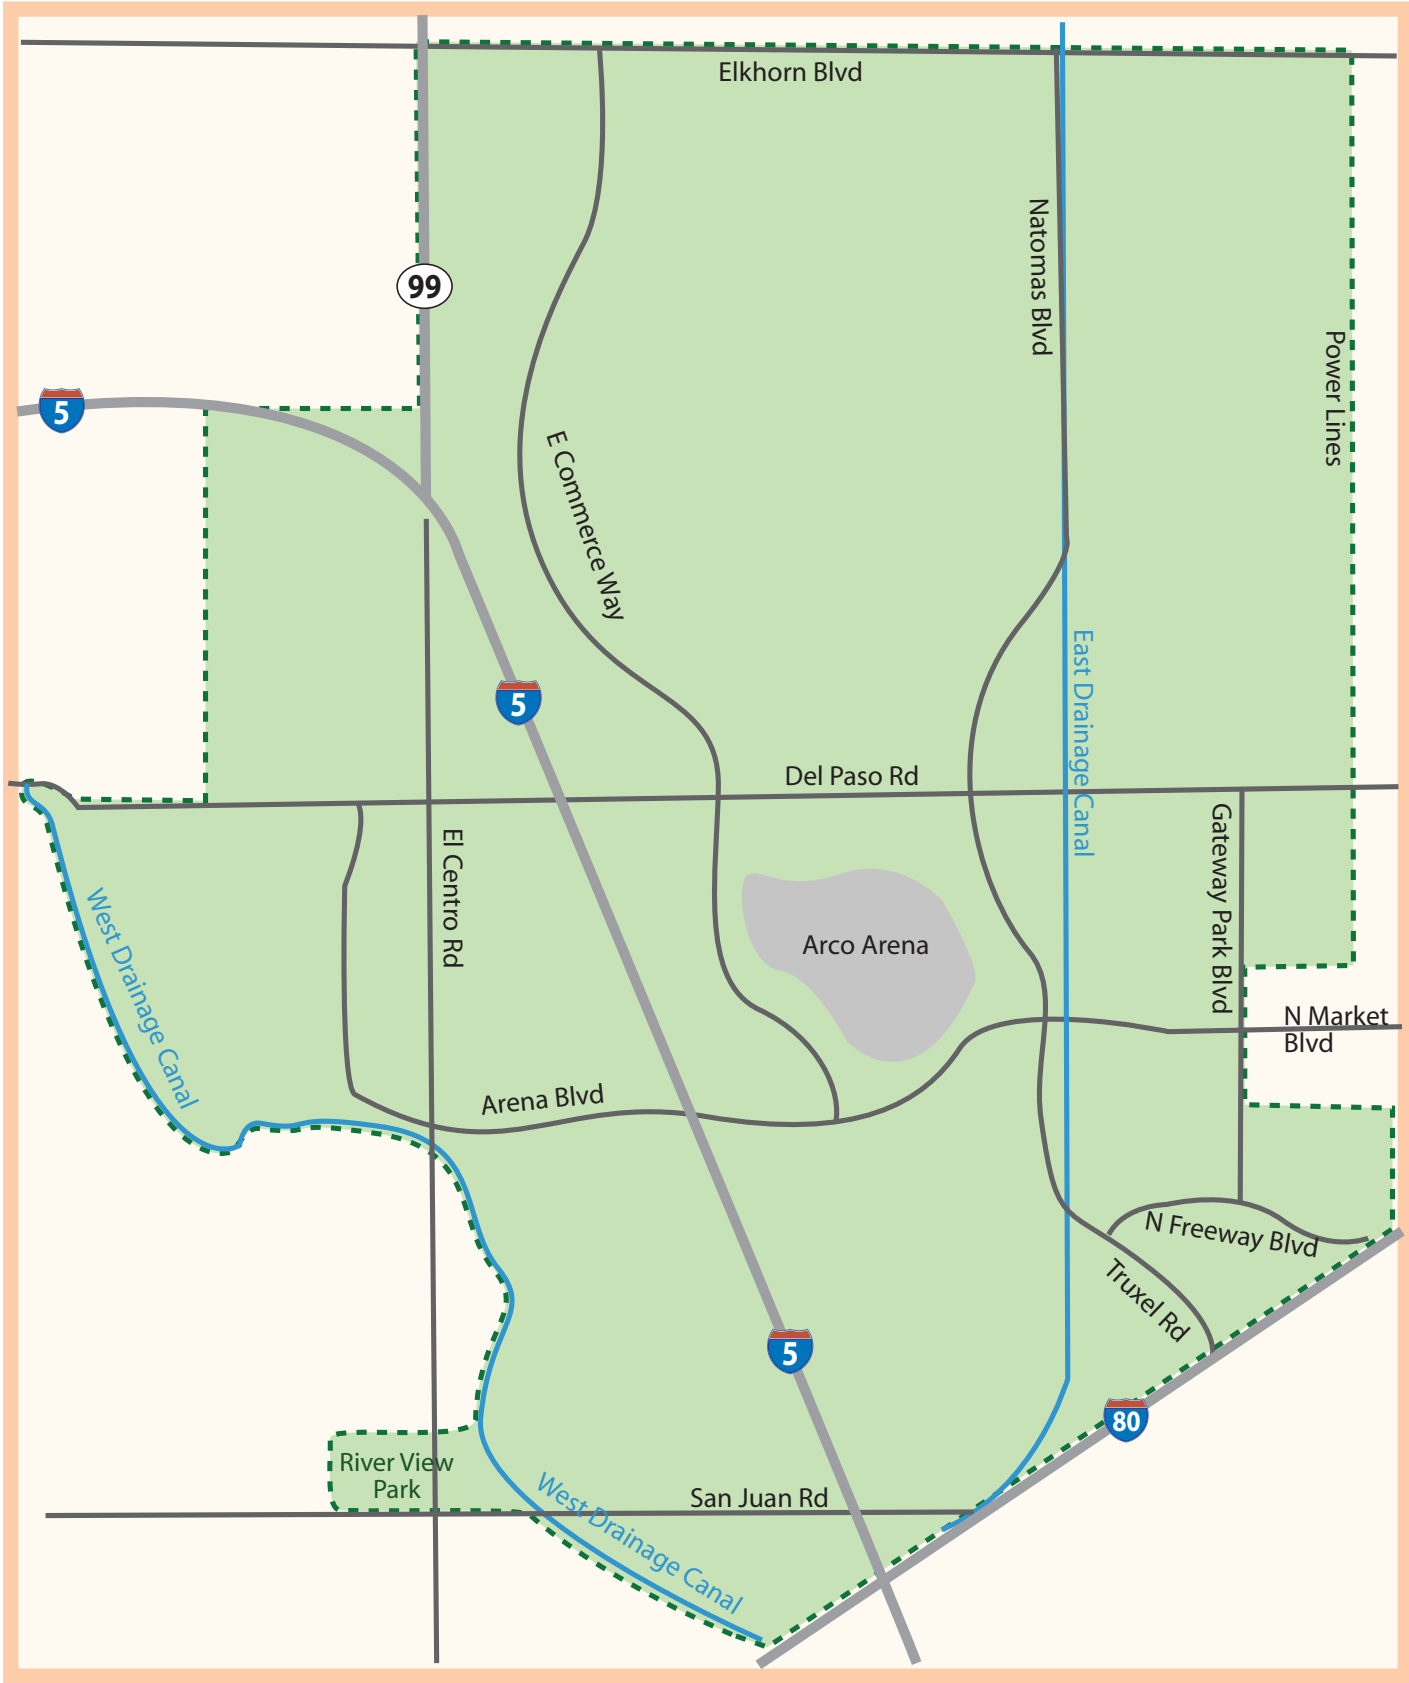 Elkhorn Blvd
Natomas Blvd
99
Power Lines
5
E Commerce Way
East Drainage Canal
5
Del Paso Rd
Gateway Park Blvd
El Centro Rd
West Drainage Canal
Arco Arena
N Market
Blvd
Arena Blvd
N Freeway Blvd
Truxel Rd
5
80
River View
Park
San Juan Rd
West Drainage Canal